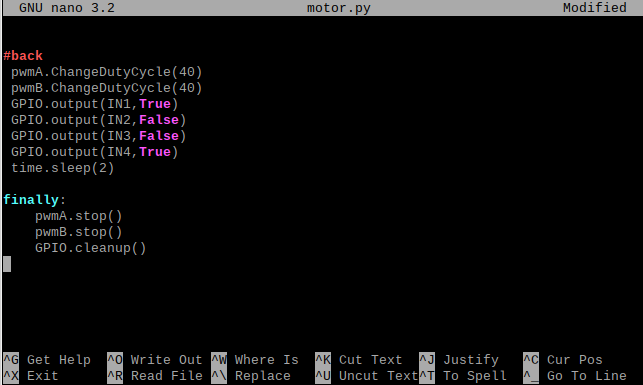 GNU nano 3.2 motor.py Modified
#back
pwmA.ChangeDutyCycle(40)
pwmB.ChangeDutyCycle(40)
GPIO.output(IN1,True)
GPIO.output(IN2,False)
GPIO.output(IN3,False)
GPIO.output(IN4,True)
time.sleep(2)
finally:
pwmA.stop()
pwmB.stop()
GPIO.cleanup()
^G Get Help ^O Write Out ^W Where Is ^K Cut Text ^J Justify ^C Cur Pos
^X Exit ^R Read File ^\ Replace ^U Uncut Text ^T To Spell ^_ Go To Line